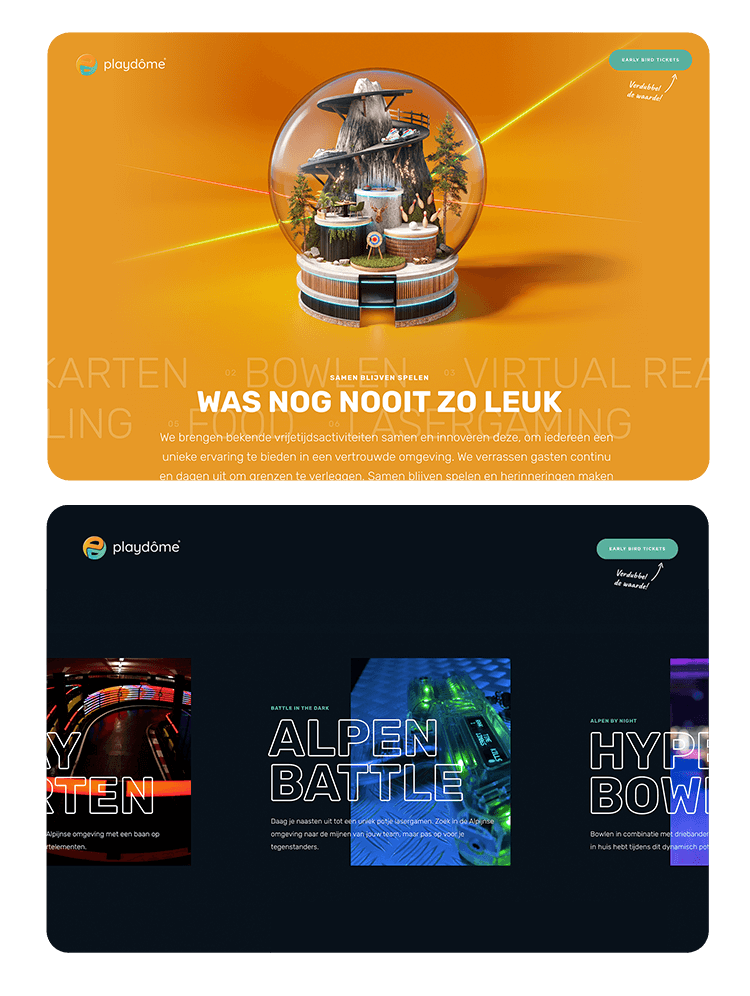 playdôme
EARLY BIRD TICKETS
Verdubbel
de waarde!
KARTEN 02 BOWLEN 03 VIRTUAL REA
SAMEN BLIJVEN SPELEN
WAS NOG NOOIT ZO LEUK
LING 05 FOOD 06 LASERGAMING
We brengen bekende vrijetijdsactiviteiten samen en innoveren deze, om iedereen een
unieke ervaring te bieden in een vertrouwde omgeving. We verrassen gasten continu
en dagen uit om grenzen te verleggen. Samen blijven spelen en herinneringen maken
playdôme
EARLY BIRD TICKETS
Verdubbel
de waarde!
AY
RTEN
Alpijnse omgeving met een baan op
rtelementen.
BATTLE IN THE DARK
ALPEN
BATTLE
Daag je naasten uit tot een uniek potje lasergamen. Zoek in de Alpijnse
omgeving naar de mijnen van jouw team, maar pas op voor je
tegenstanders.
ALPEN BY NIGHT
HYPE
BOWL
Bowlen in combinatie met driebander
in huis hebt tijdens dit dynamisch pot